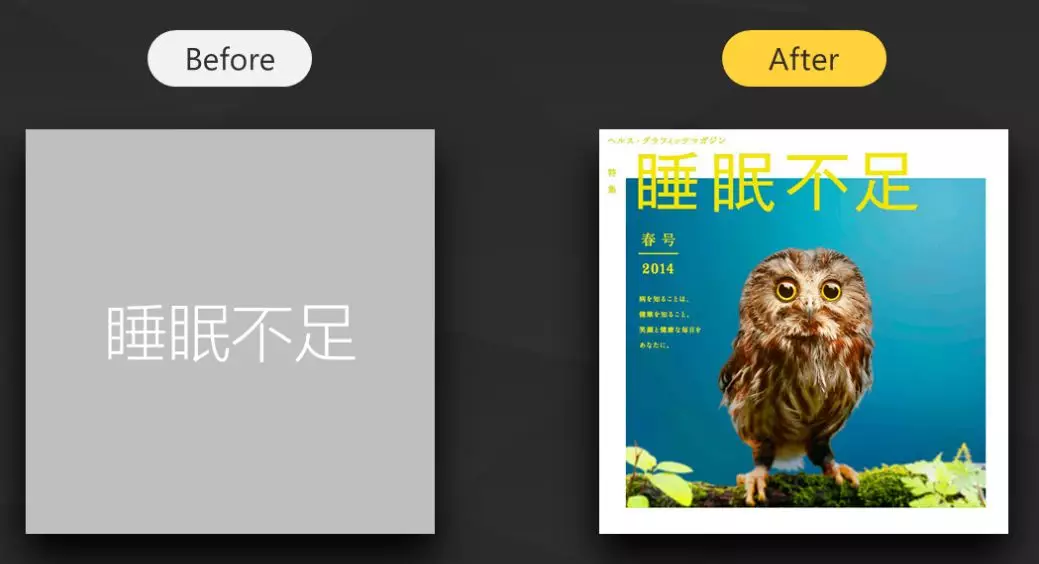 Before
After
睡眠不足
ヘルス・グラフィックマガジン
特集
睡眠不足
春号
2014
病を知ることは、
健康を知ること。
笑顔と健康な毎日を
あなたに。